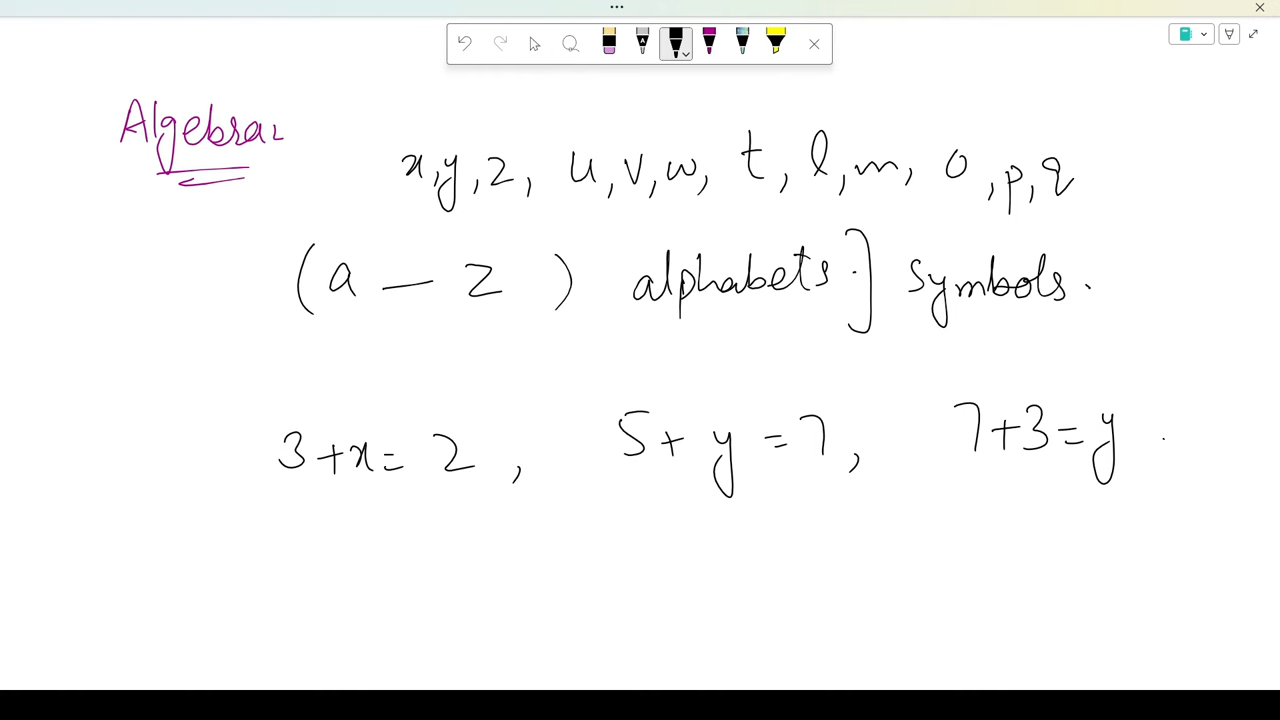 Algebra:
x, y, z, u, v, w, t, l, m, o, p, q
(a — z) alphabets.] symbols.
3+x= 2, 5+ y = 7, 7+3=y